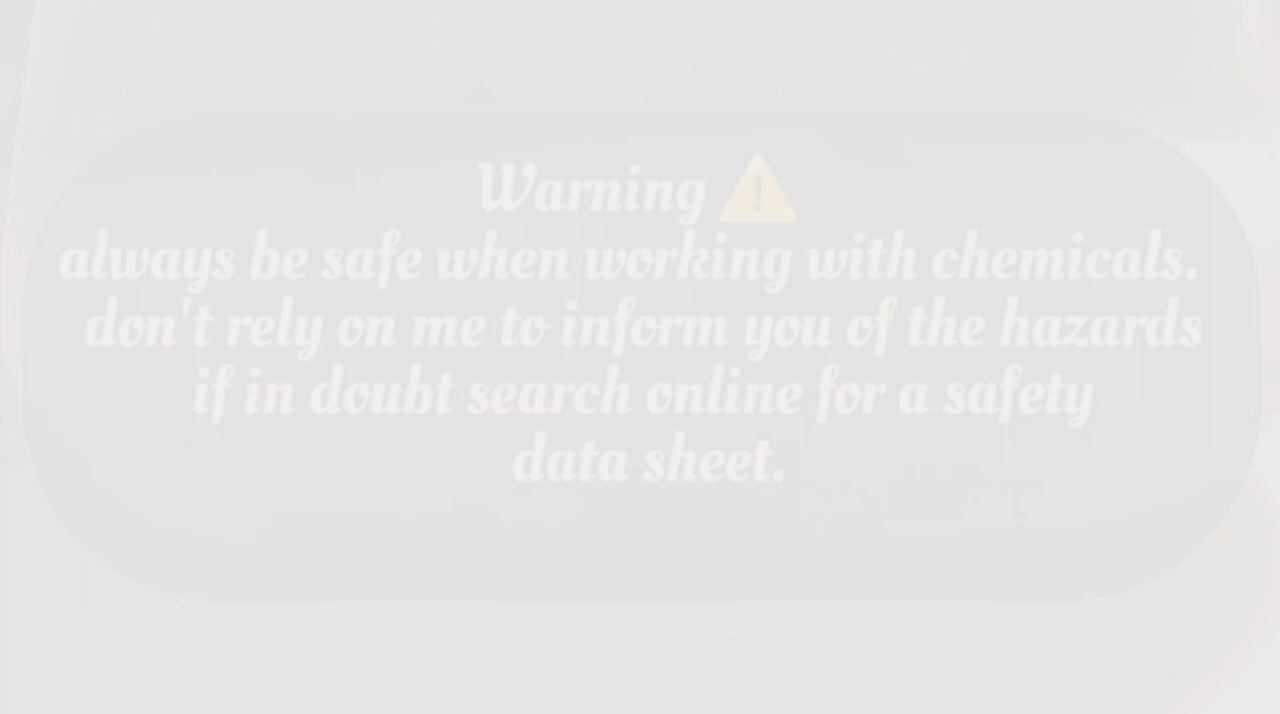 Warning ⚠️
always be safe when working with chemicals.
don't rely on me to inform you of the hazards
if in doubt search online for a safety
data sheet.